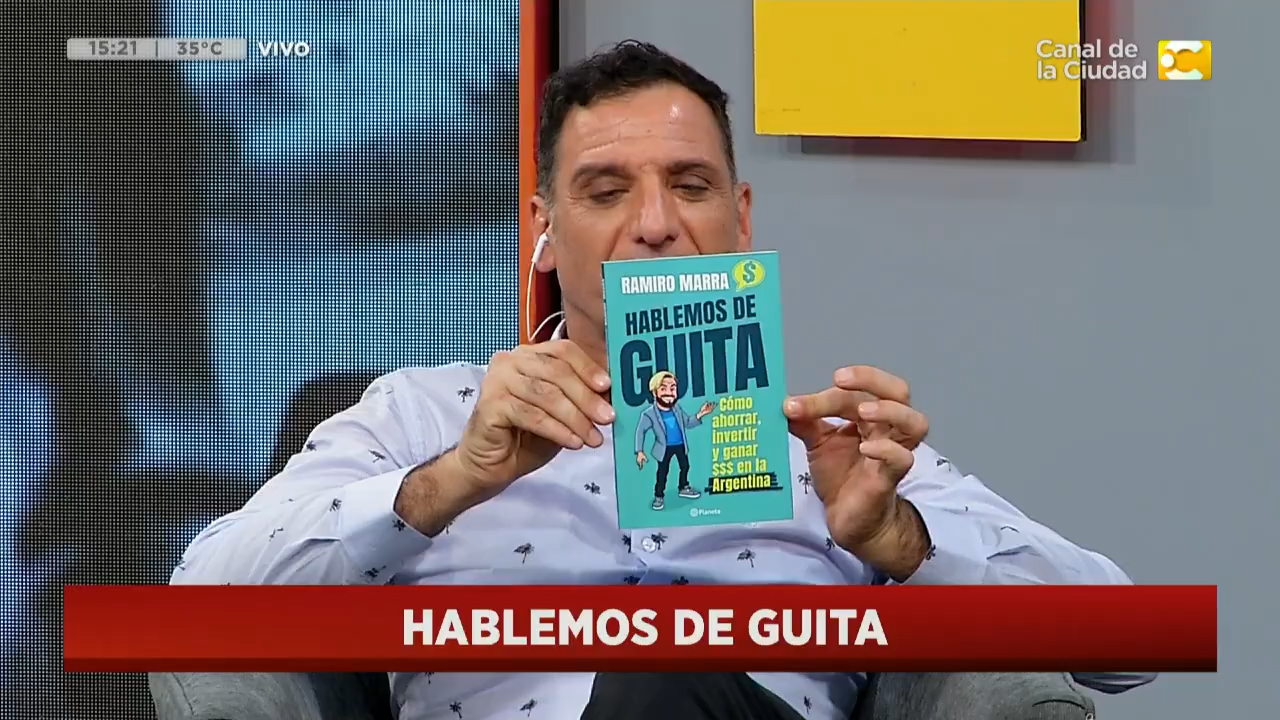 15:21 | 35°C VIVO
Canal de
la Ciudad
RAMIRO MARRA $
HABLEMOS DE
GUITA
Cómo
ahorrar,
invertir
y ganar
$$$ en la
Argentina
Planeta
HABLEMOS DE GUITA